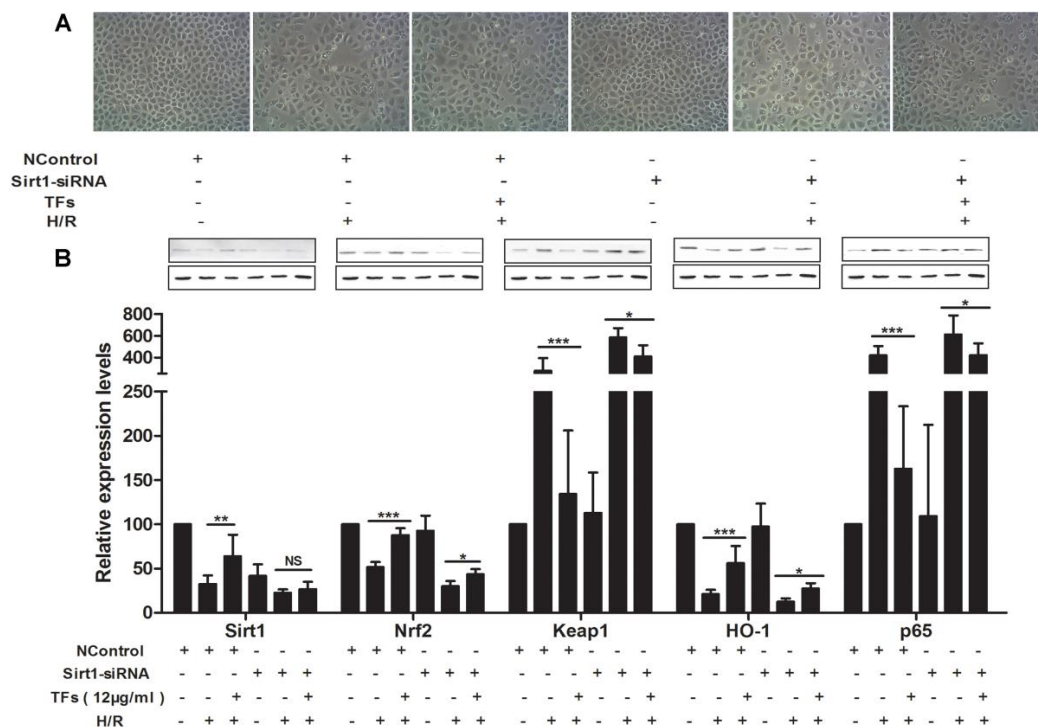 A
NControl + + + - - -
Sirt1-siRNA - - - + + +
TFs - - + - - +
H/R - + + - + +
B
800
600
400
250
200
150
100
50
0
Relative expression levels
** NS *** * *** * *** * *** *
Sirt1 Nrf2 Keap1 HO-1 p65
NControl + + + - - - + + + - - - + + + - - - + + + - - - + + + - - -
Sirt1-siRNA - - - + + + - - - + + + - - - + + + - - - + + + - - - + + +
TFs ( 12μg/ml ) - - + - - + - - + - - + - - + - - + - - + - - + - - + - - +
H/R - + + - + + - + + - + + - + + - + + - + + - + + - + + - + +